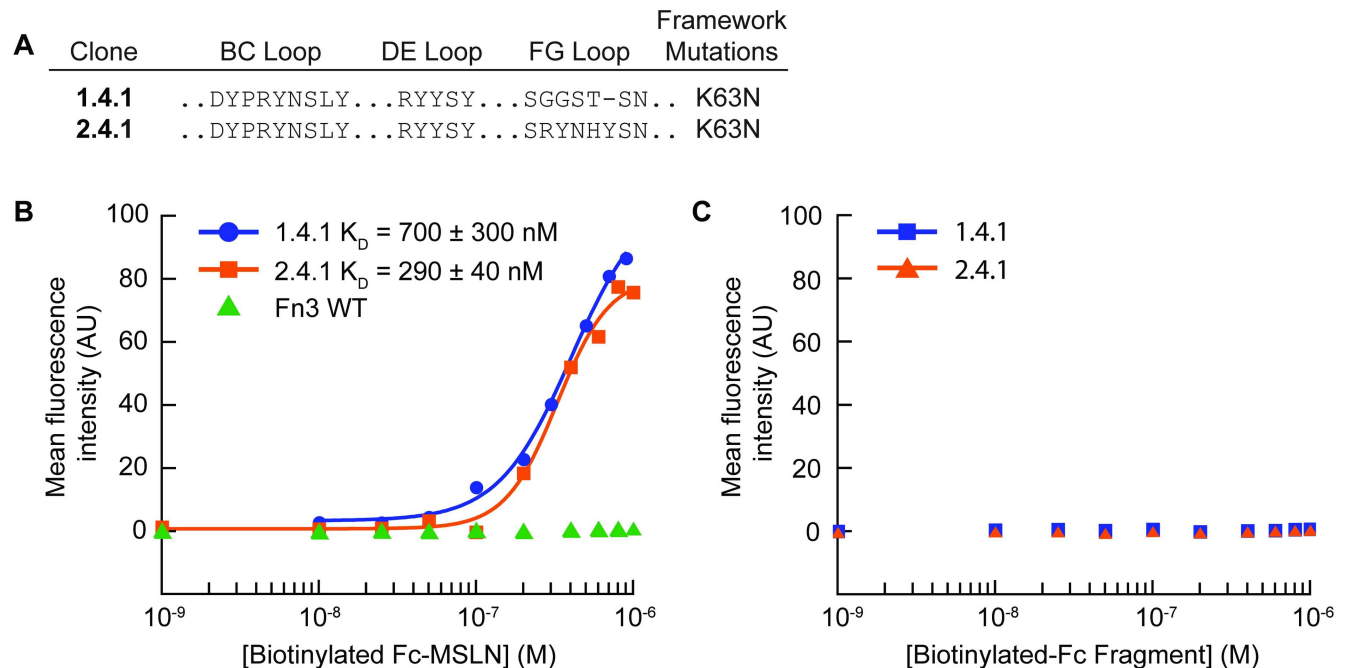 A
Clone BC Loop DE Loop FG Loop Framework Mutations
1.4.1 ..DYPRYNSLY...RYYSY...SGGST-SN.. K63N
2.4.1 ..DYPRYNSLY...RYYSY...SRYNHYSN.. K63N
B
1.4.1 K_D = 700 ± 300 nM
2.4.1 K_D = 290 ± 40 nM
Fn3 WT
Mean fluorescence
intensity (AU)
100
80
60
40
20
0
10^-9 10^-8 10^-7 10^-6
[Biotinylated Fc-MSLN] (M)
C
1.4.1
2.4.1
Mean fluorescence
intensity (AU)
100
80
60
40
20
0
10^-9 10^-8 10^-7 10^-6
[Biotinylated-Fc Fragment] (M)